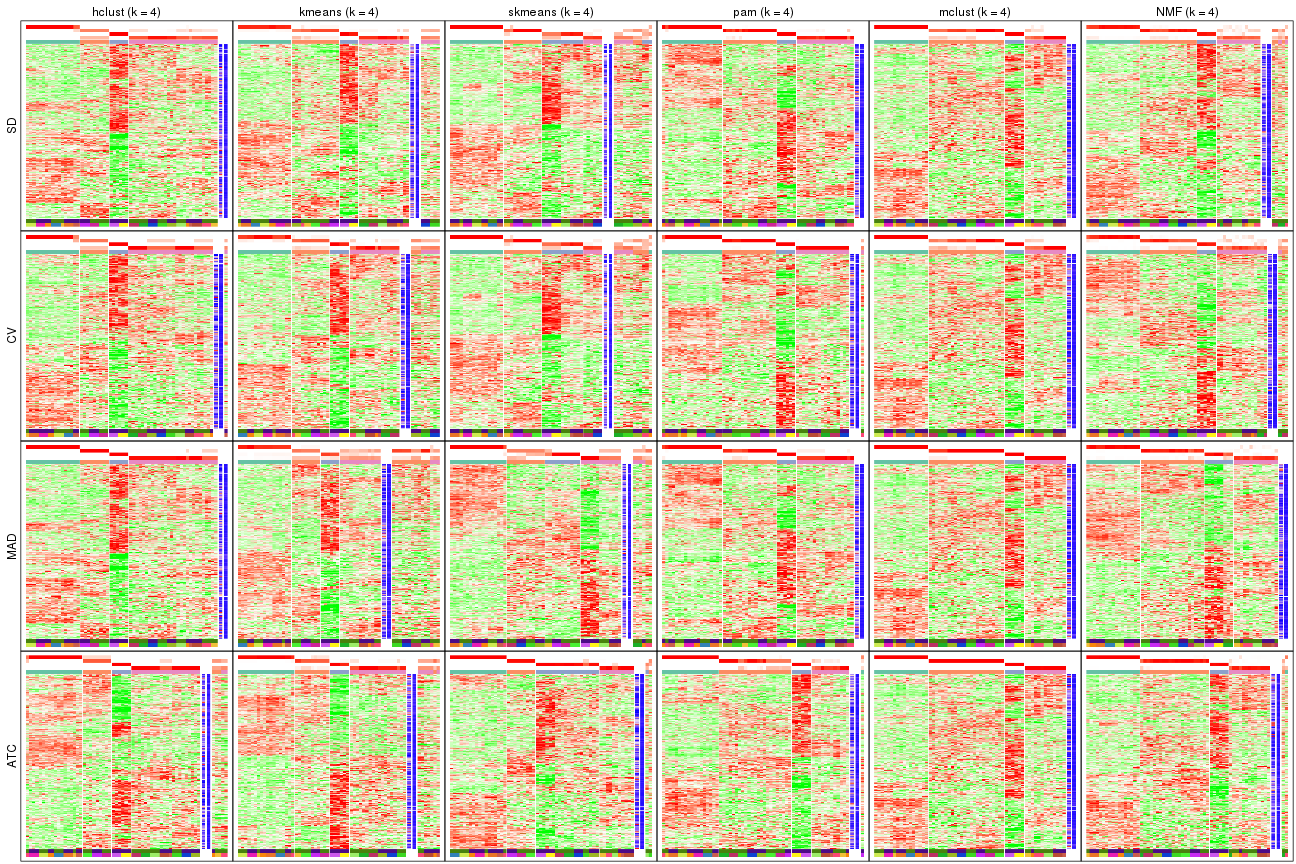 hclust (k = 4)
kmeans (k = 4)
skmeans (k = 4)
pam (k = 4)
mclust (k = 4)
NMF (k = 4)
SD
CV
MAD
ATC